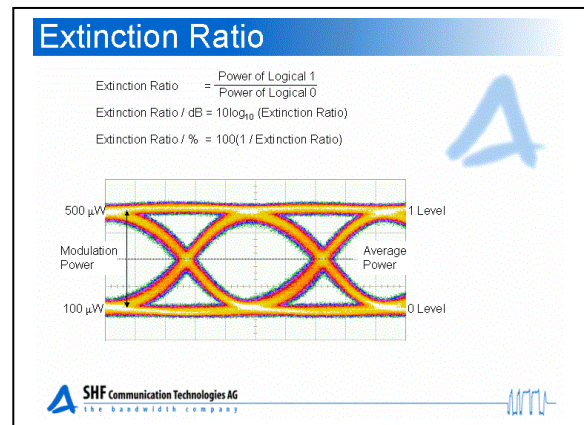 Extinction Ratio
Extinction Ratio = Power of Logical 1
Power of Logical 0
Extinction Ratio / dB = 10log₁₀ (Extinction Ratio)
Extinction Ratio / % = 100(1 / Extinction Ratio)
500 µW
1 Level
Modulation
Power
Average
Power
100 µW
0 Level
SHF Communication Technologies AG
the bandwidth company